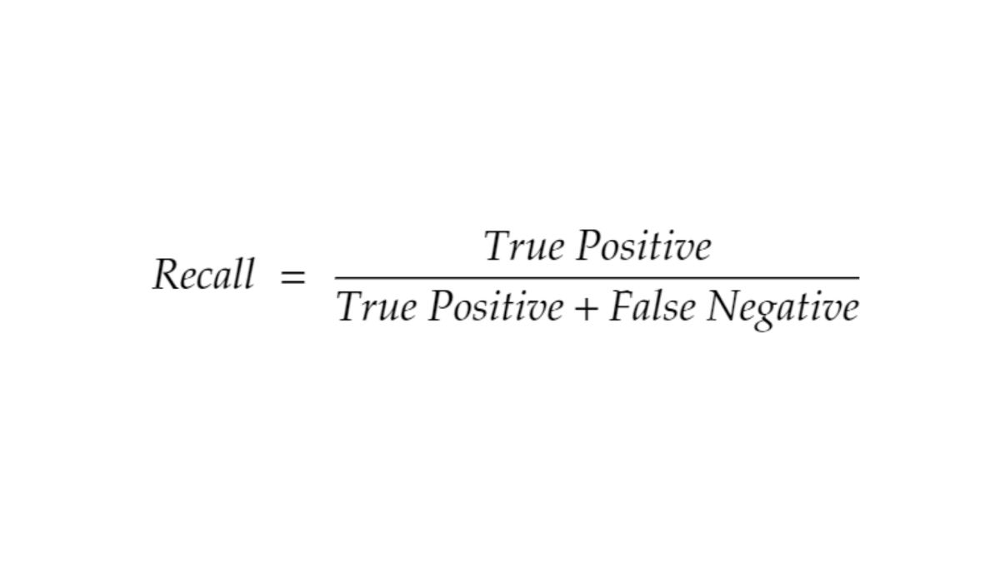 Recall = True Positive
True Positive + False Negative